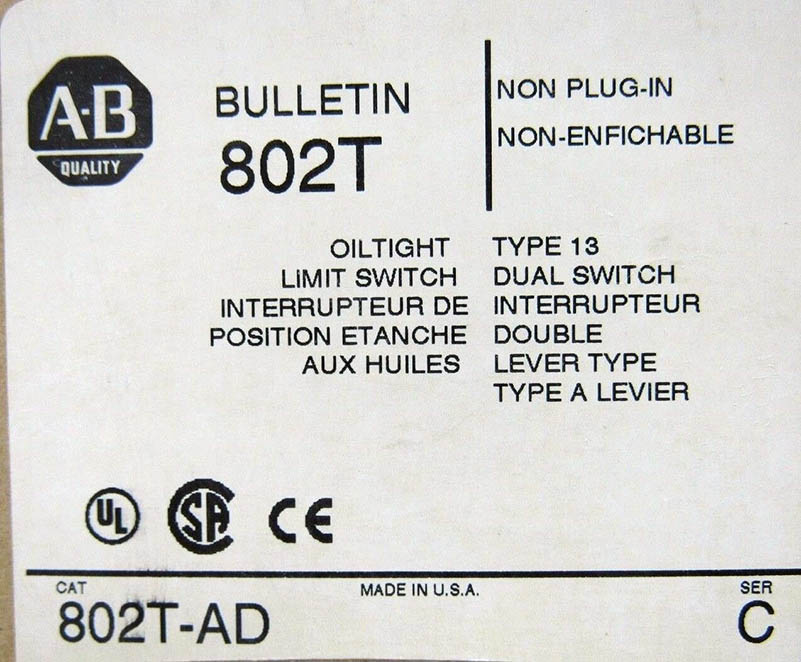 A-B
QUALITY
BULLETIN
802T
NON PLUG-IN
NON-ENFICHABLE
OILTIGHT
LIMIT SWITCH
INTERRUPTEUR DE
POSITION ETANCHE
AUX HUILES
TYPE 13
DUAL SWITCH
INTERRUPTEUR
DOUBLE
LEVER TYPE
TYPE A LEVIER
UL
SA
CE
CAT
802T-AD
MADE IN U.S.A.
SER
C